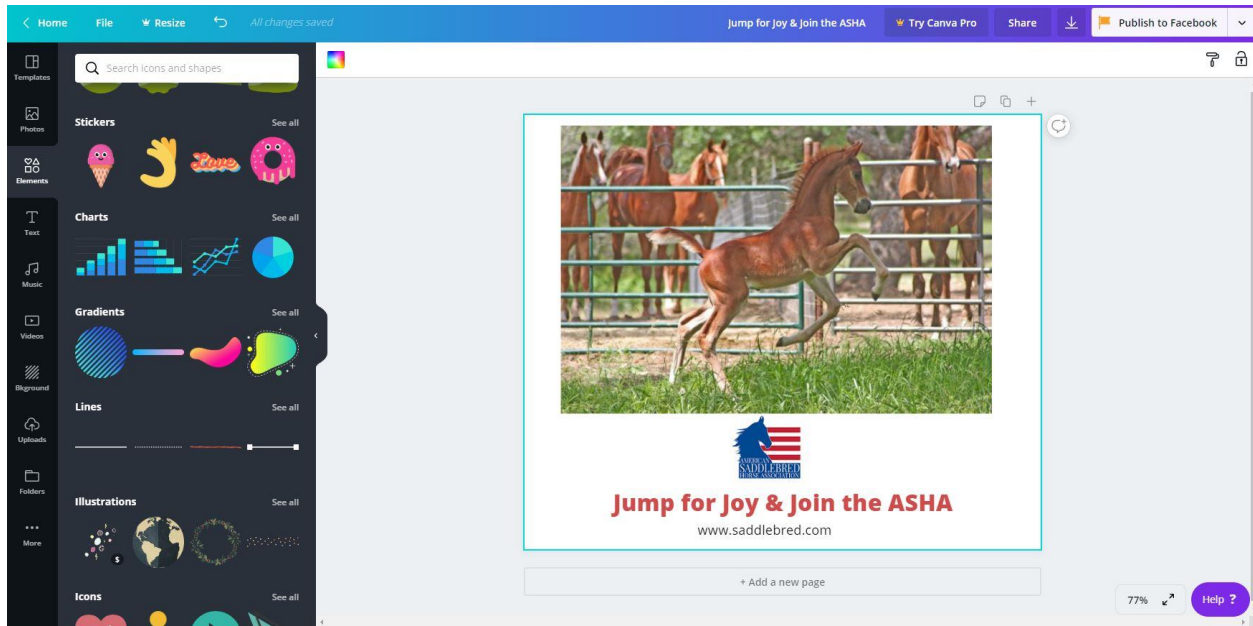 Home File Resize All changes saved Jump for Joy & Join the ASHA Try Canva Pro Share Publish to Facebook
Templates
Photos
Elements
Text
Music
Videos
Bkground
Uploads
Folders
More
Search icons and shapes
Stickers See all
Love
Charts See all
Gradients See all
Lines See all
Illustrations See all
$
Icons See all
AMERICAN
SADDLEBRED
HORSE ASSOCIATION
Jump for Joy & Join the ASHA
www.saddlebred.com
+ Add a new page
77% Help ?